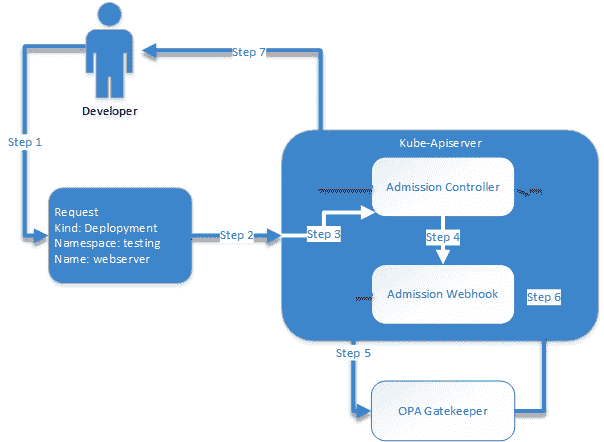 Step 7
Developer
Step 1
Kube-Apiserver
Admission Controller
Request
Kind: Deplopyment
Namespace: testing
Name: webserver
Step 2
Step 3
Step 4
Admission Webhook
Step 6
Step 5
OPA Gatekeeper